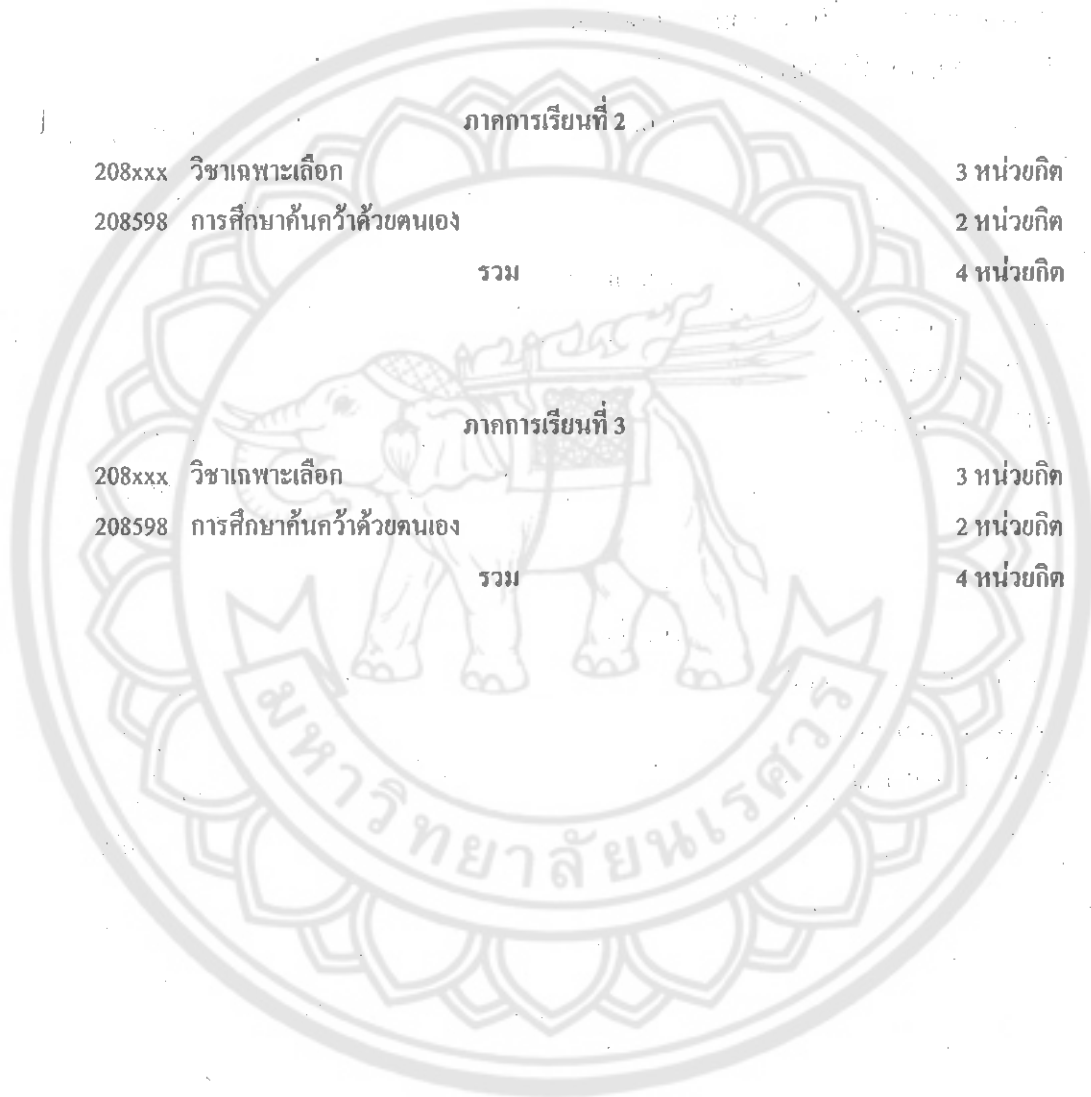 ภาคการเรียนที่ 2
208xxx วิชาเฉพาะเลือก 3 หน่วยกิต
208598 การศึกษาค้นคว้าด้วยตนเอง 2 หน่วยกิต
รวม 4 หน่วยกิต
ภาคการเรียนที่ 3
208xxx วิชาเฉพาะเลือก 3 หน่วยกิต
208598 การศึกษาค้นคว้าด้วยตนเอง 2 หน่วยกิต
รวม 4 หน่วยกิต
มหาวิทยาลัยนเรศวร